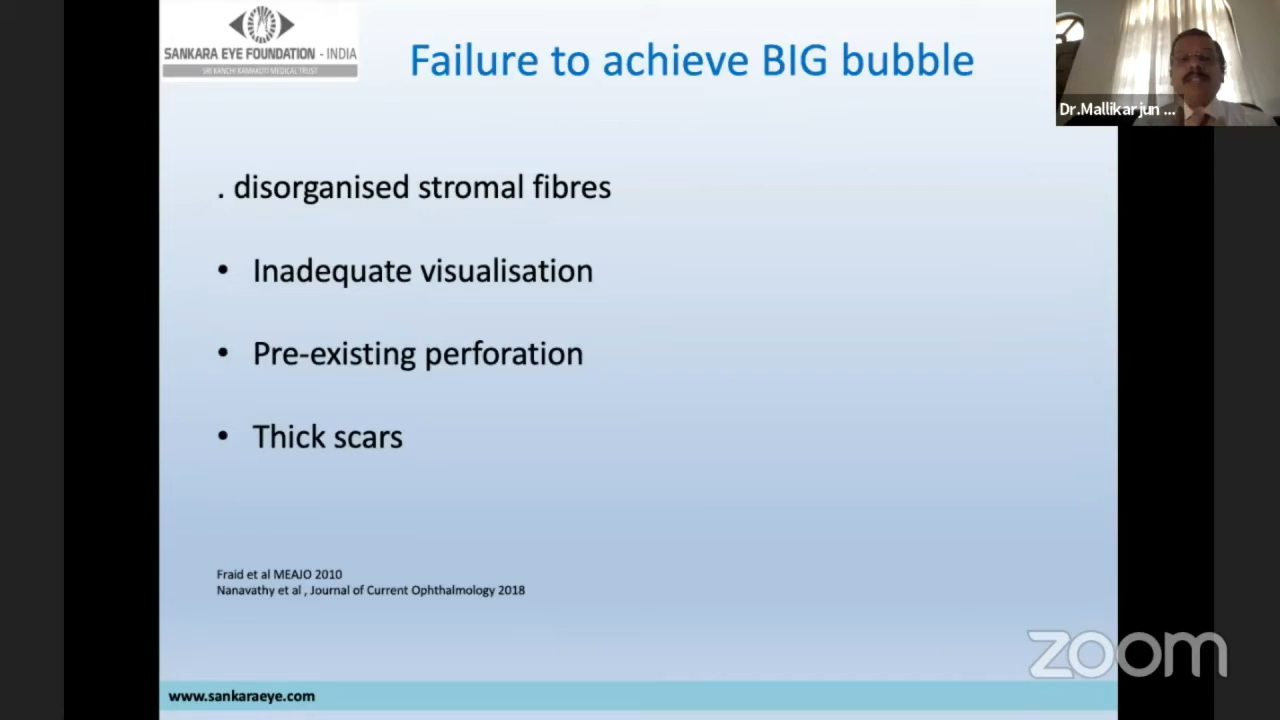 SANKARA EYE FOUNDATION - INDIA
SRI KANCHI KAMAKOTI MEDICAL TRUST
Failure to achieve BIG bubble
Dr.Mallikarjun ...
. disorganised stromal fibres
• Inadequate visualisation
• Pre-existing perforation
• Thick scars
Fraid et al MEAJO 2010
Nanavathy et al , Journal of Current Ophthalmology 2018
zoom
www.sankaraeye.com